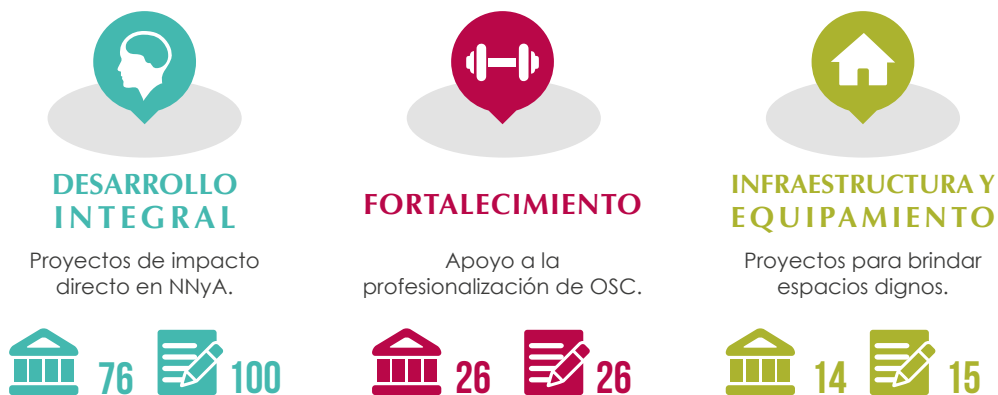 DESARROLLO
INTEGRAL
Proyectos de impacto
directo en NNyA.
76 100
FORTALECIMIENTO
Apoyo a la
profesionalización de OSC.
26 26
INFRAESTRUCTURA Y
EQUIPAMIENTO
Proyectos para brindar
espacios dignos.
14 15